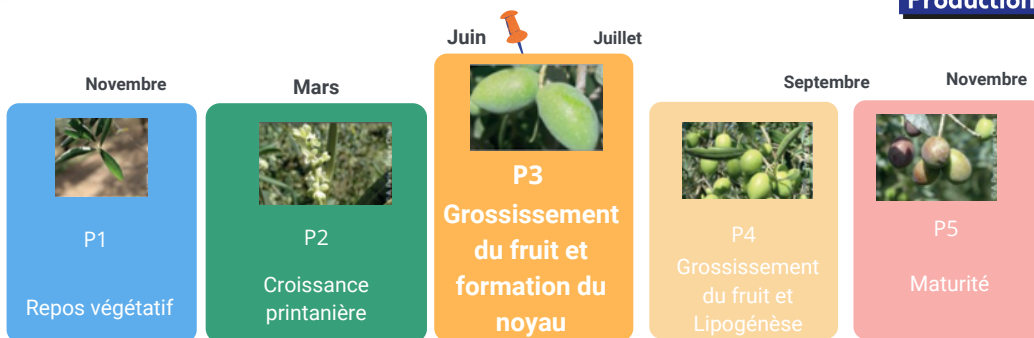 Production
Juin
Juillet
Novembre
Mars
Septembre
Novembre
P1
Repos végétatif
P2
Croissance
printanière
P3
Grossissement
du fruit et
formation du
noyau
P4
Grossissement
du fruit et
Lipogénèse
P5
Maturité